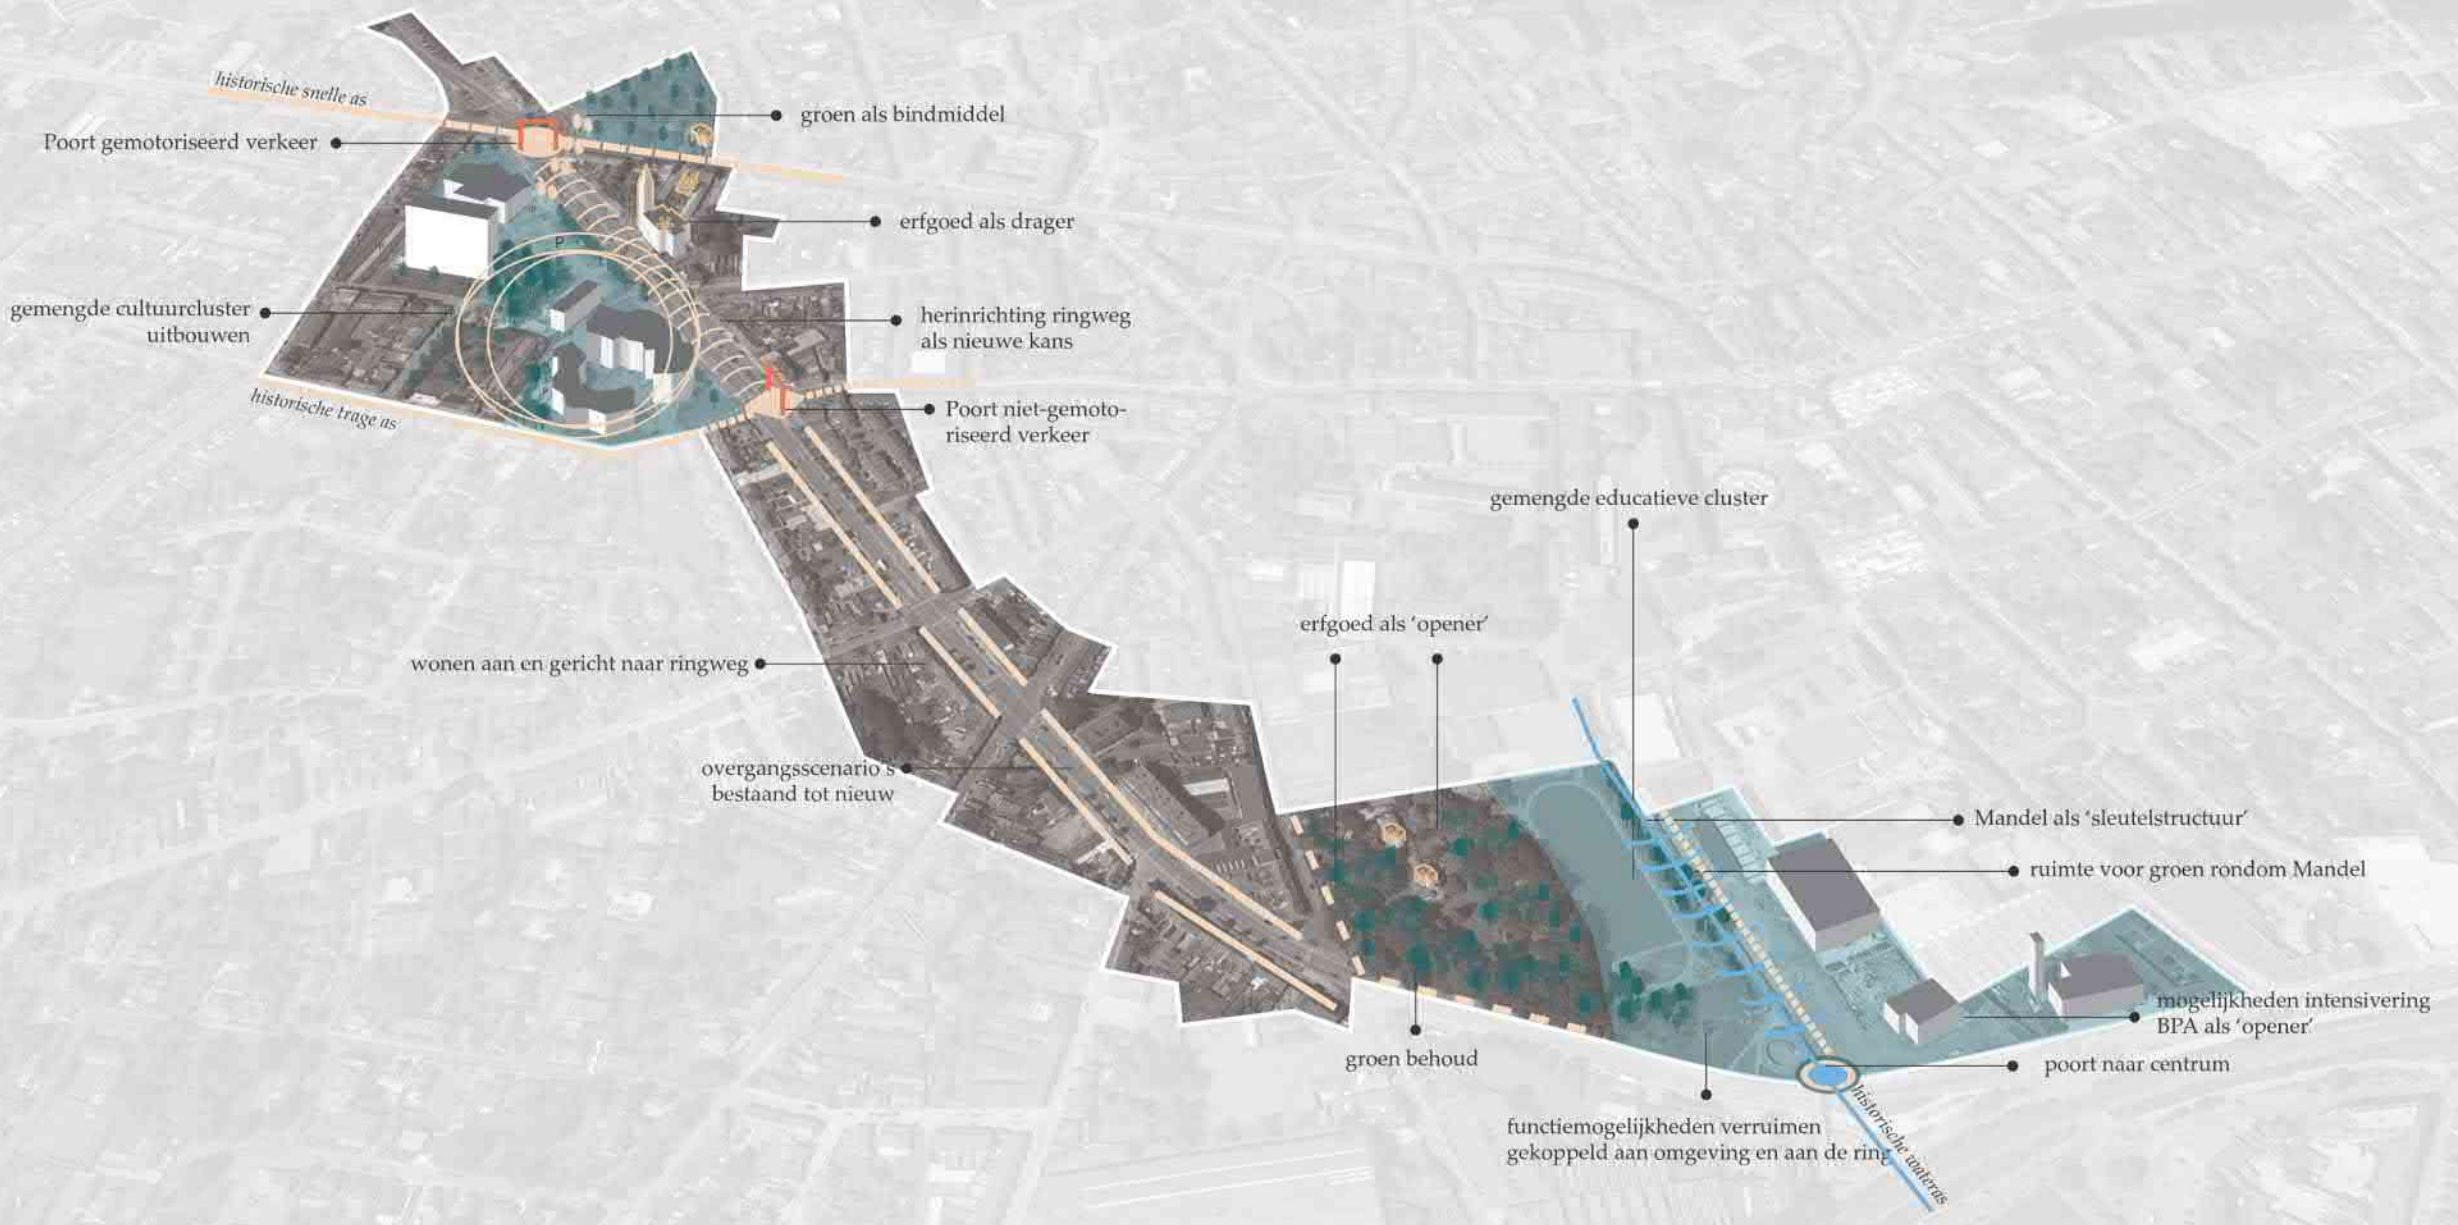 historische snelle as
Poort gemotoriseerd verkeer
groen als bindmiddel
erfgoed als drager
P
gemengde cultuurcluster
uitbouwen
herinrichting ringweg
als nieuwe kans
historische trage as
Poort niet-gemoto-
riseerd verkeer
gemengde educatieve cluster
erfgoed als ‘opener’
wonen aan en gericht naar ringweg
overgangsscenario's
bestaand tot nieuw
Mandel als ‘sleutelstructuur’
ruimte voor groen rondom Mandel
mogelijkheden intensivering
BPA als ‘opener’
groen behoud
poort naar centrum
functiemogelijkheden verruimen
gekoppeld aan omgeving en aan de ring
historische wateras